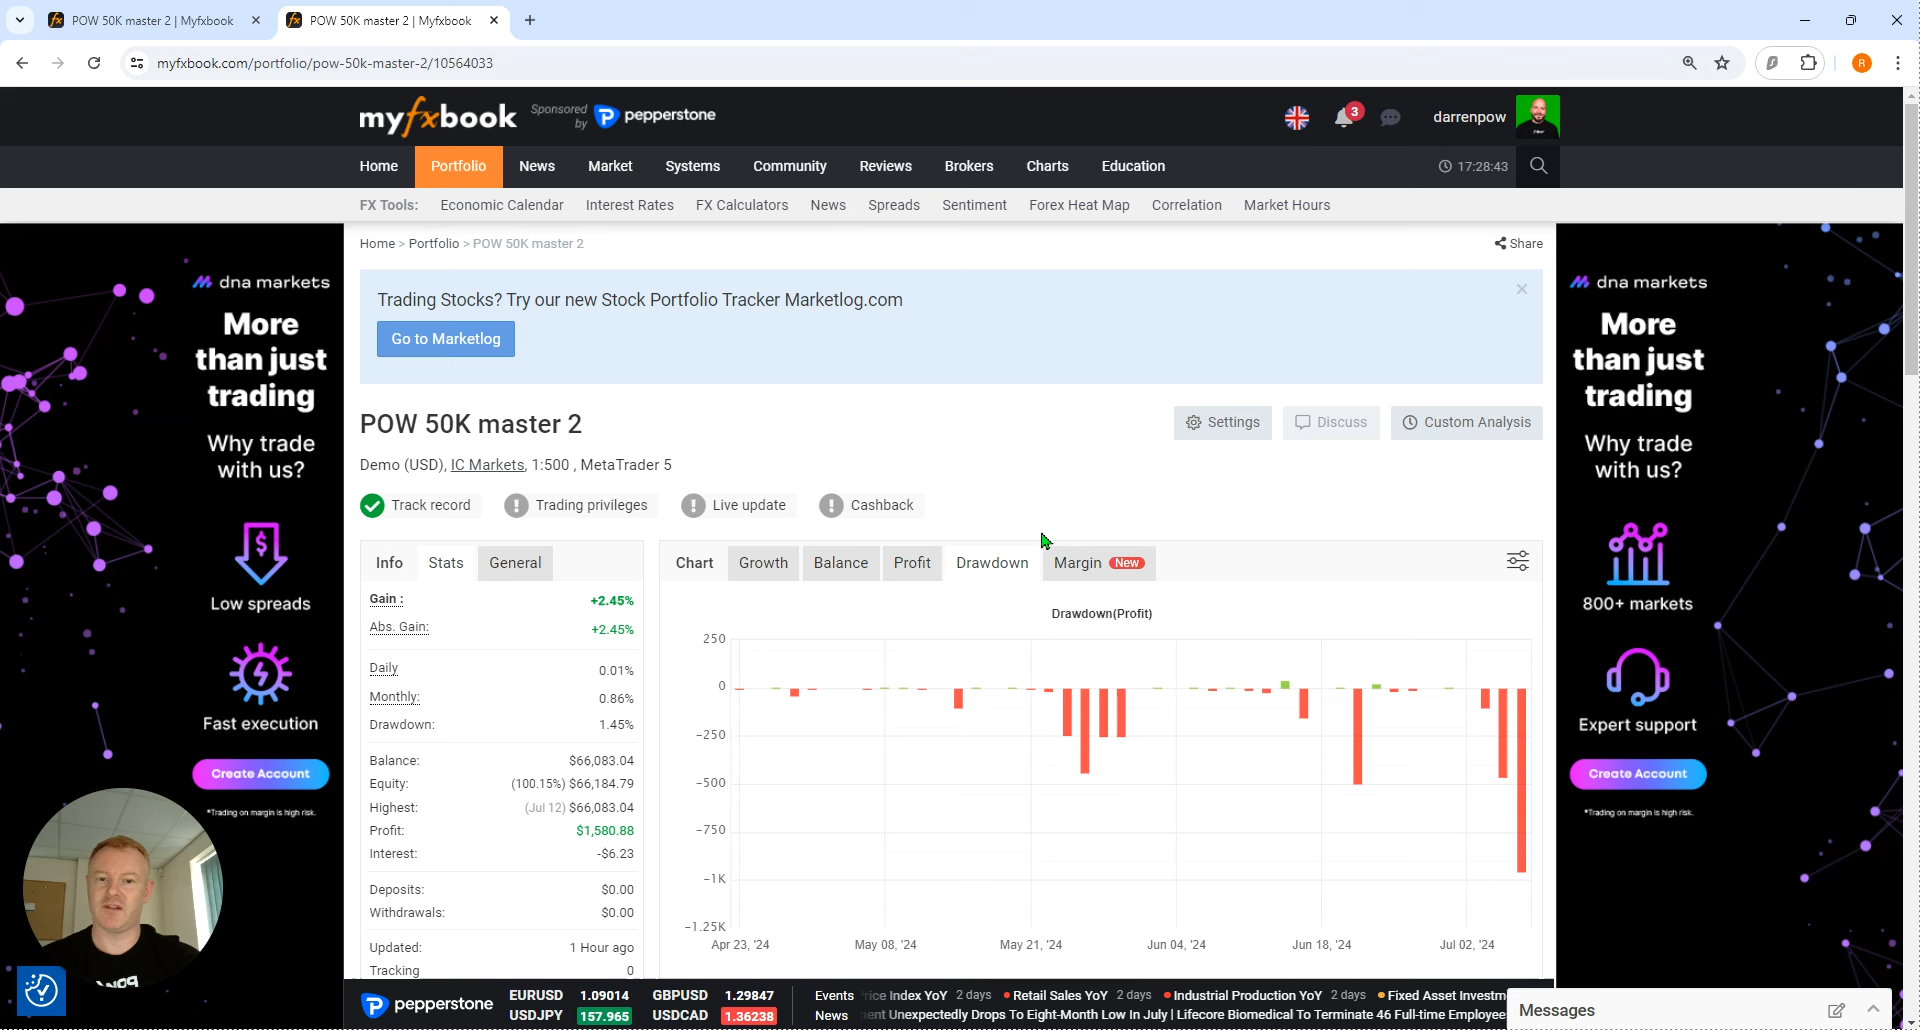 POW 50K master 2 | Myfxbook
POW 50K master 2 | Myfxbook
myfxbook.com/portfolio/pow-50k-master-2/10564033
R
myfxbook Sponsored by pepperstone
3
darrenpow
Home Portfolio News Market Systems Community Reviews Brokers Charts Education
17:28:43
FX Tools: Economic Calendar Interest Rates FX Calculators News Spreads Sentiment Forex Heat Map Correlation Market Hours
Home > Portfolio > POW 50K master 2
Share
Trading Stocks? Try our new Stock Portfolio Tracker Marketlog.com
Go to Marketlog
POW 50K master 2
Settings
Discuss
Custom Analysis
Demo (USD), IC Markets, 1:500 , MetaTrader 5
Track record
Trading privileges
Live update
Cashback
Info Stats General
Gain : +2.45%
Abs. Gain: +2.45%
Daily 0.01%
Monthly: 0.86%
Drawdown: 1.45%
Balance: $66,083.04
Equity: (100.15%) $66,184.79
Highest: (Jul 12) $66,083.04
Profit: $1,580.88
Interest: -$6.23
Deposits: $0.00
Withdrawals: $0.00
Updated: 1 Hour ago
Tracking 0
Chart Growth Balance Profit Drawdown Margin New
Drawdown(Profit)
250
0
-250
-500
-750
-1K
-1.25K
Apr 23, '24
May 08, '24
May 21, '24
Jun 04, '24
Jun 18, '24
Jul 02, '24
dna markets
More
than just
trading
Why trade
with us?
Low spreads
Fast execution
Create Account
*Trading on margin is high risk.
dna markets
More
than just
trading
Why trade
with us?
800+ markets
Expert support
Create Account
*Trading on margin is high risk.
pepperstone
EURUSD 1.09014 GBPUSD 1.29847
USDJPY 157.965 USDCAD 1.36238
Events rice Index YoY 2 days Retail Sales YoY 2 days Industrial Production YoY 2 days Fixed Asset Investm
News ent Unexpectedly Drops To Eight-Month Low In July | Lifecore Biomedical To Terminate 46 Full-time Employee
Messages